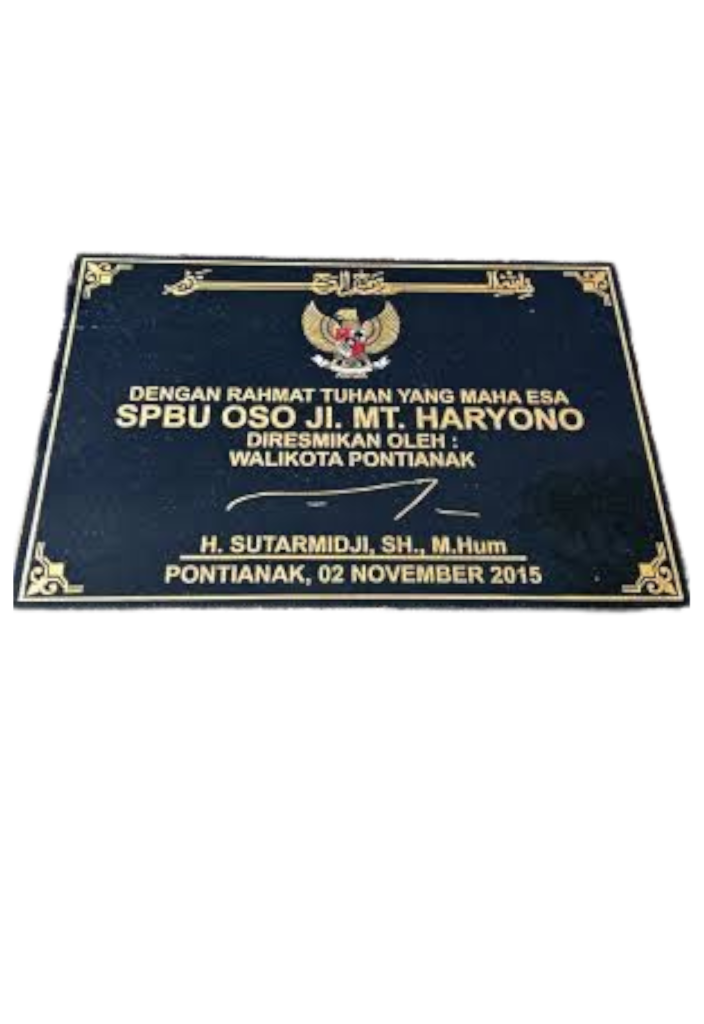 DENGAN RAHMAT TUHAN YANG MAHA ESA
SPBU OSO Jl. MT. HARYONO
DIRESMIKAN OLEH :
WALIKOTA PONTIANAK
H. SUTARMIDJI, SH., M.Hum
PONTIANAK, 02 NOVEMBER 2015